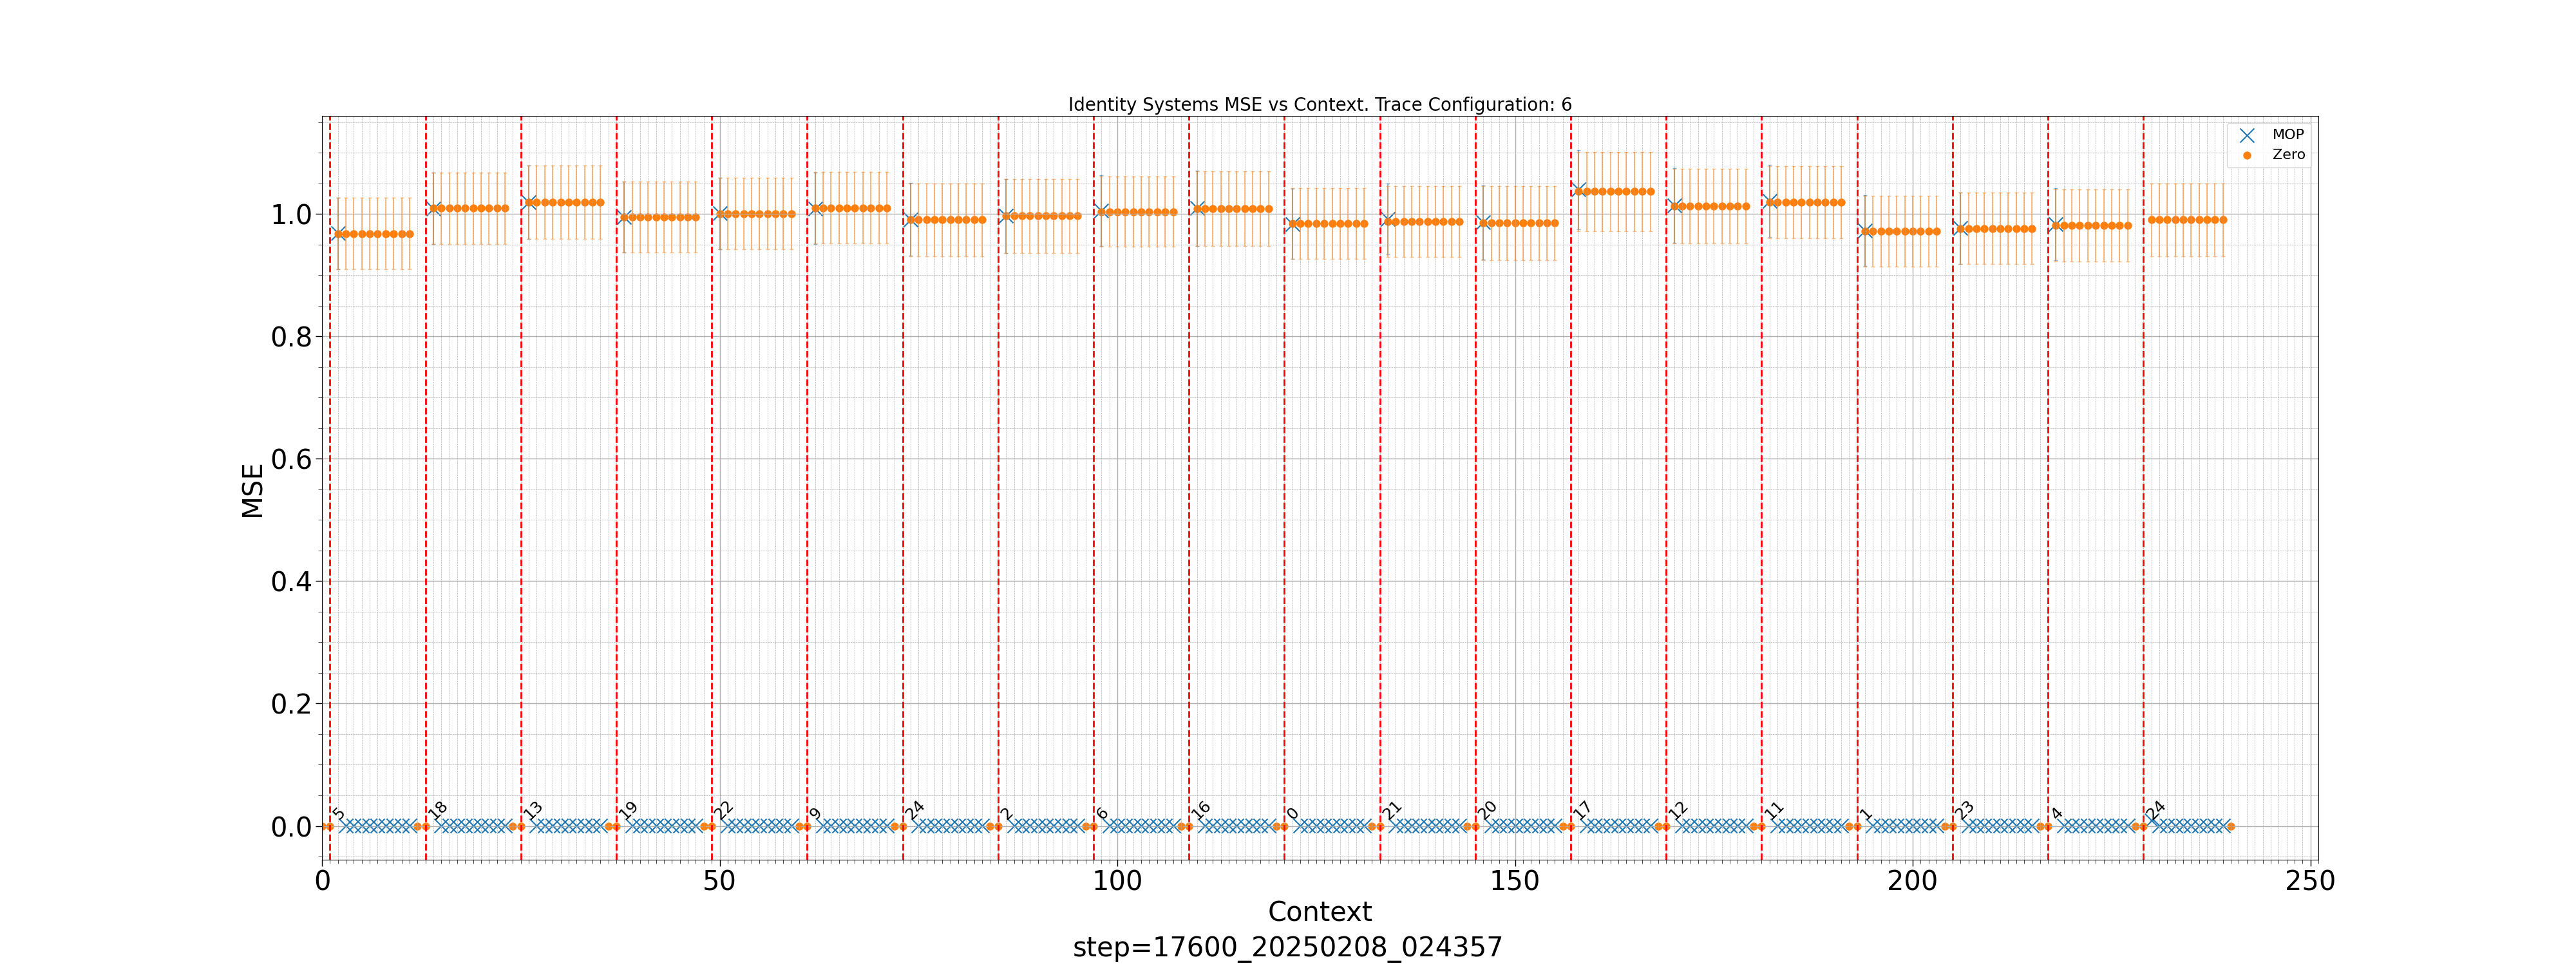 Identity Systems MSE vs Context. Trace Configuration: 6
MOP
Zero
1.0
0.8
0.6
0.4
0.2
0.0
MSE
5 18 13 19 22 9 24 2 6 16 0 21 20 17 12 11 1 23 4 24
0 50 100 150 200 250
Context
step=17600_20250208_024357